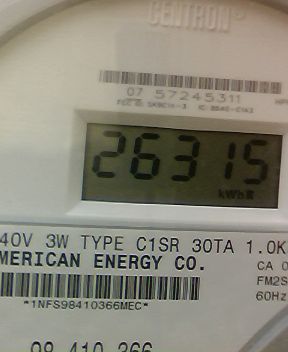 CENTRON
07 57245311
26315
kWh
40V 3W TYPE C1SR 30TA 1.0K
MERICAN ENERGY CO.
CA 0
FM2S
60Hz
*1NFS98410366MEC*
98 410 366